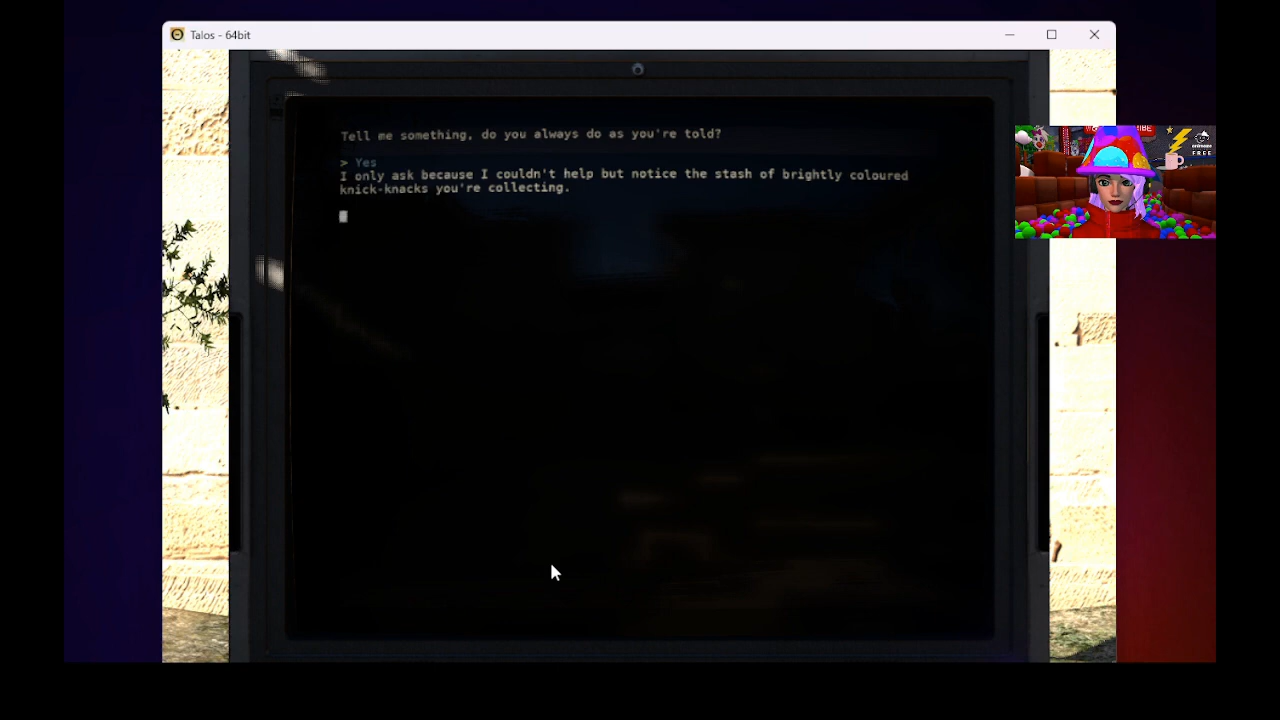 Talos - 64bit
Tell me something, do you always do as you're told?
> Yes
I only ask because I couldn't help but notice the stash of brightly coloured
knick-knacks you're collecting.
FREE